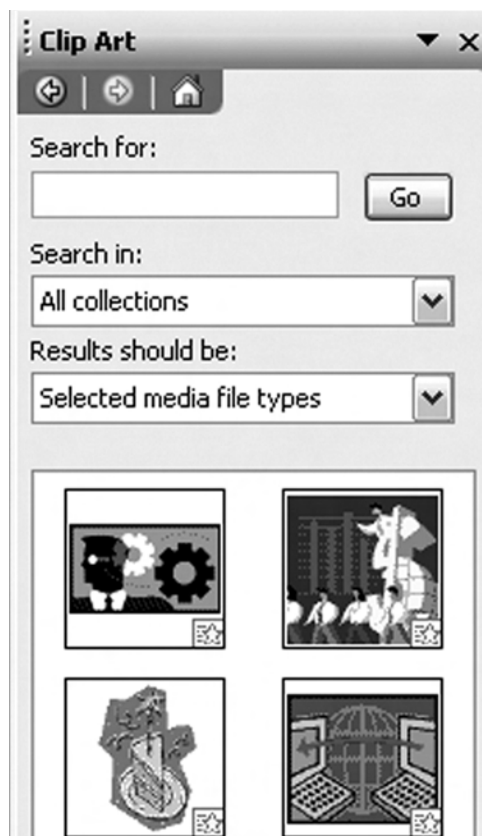 Clip Art
Search for:
Go
Search in:
All collections
Results should be:
Selected media file types